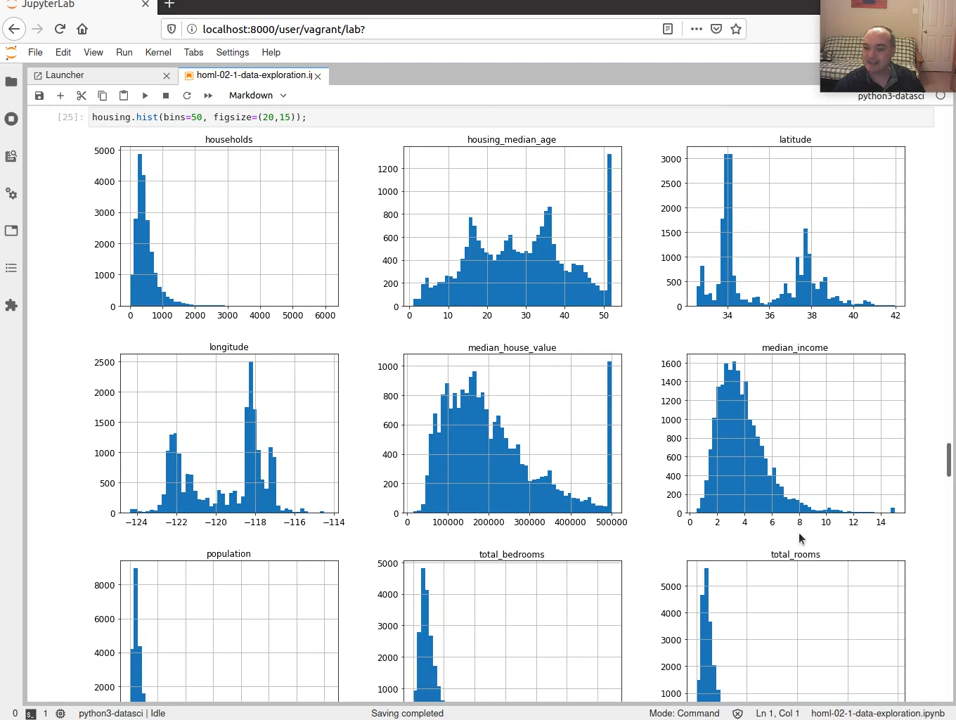 JupyterLab
localhost:8000/user/vagrant/lab?
File Edit View Run Kernel Tabs Settings Help
Launcher
homl-02-1-data-exploration.i
Markdown
python3-datasci
[25]: housing.hist(bins=50, figsize=(20,15));
households
housing_median_age
latitude
5000
4000
3000
2000
1000
0
0 1000 2000 3000 4000 5000 6000
1200
1000
800
600
400
200
0
0 10 20 30 40 50
3000
2500
2000
1500
1000
500
0
34 36 38 40 42
longitude
median_house_value
median_income
2500
2000
1500
1000
500
0
−124 −122 −120 −118 −116 −114
1000
800
600
400
200
0
0 100000 200000 300000 400000 500000
1600
1400
1200
1000
800
600
400
200
0
0 2 4 6 8 10 12 14
population
total_bedrooms
total_rooms
8000
6000
4000
2000
5000
4000
3000
2000
1000
5000
4000
3000
2000
1000
0 1 python3-datasci | Idle Saving completed Mode: Command Ln 1, Col 1 homl-02-1-data-exploration.ipynb